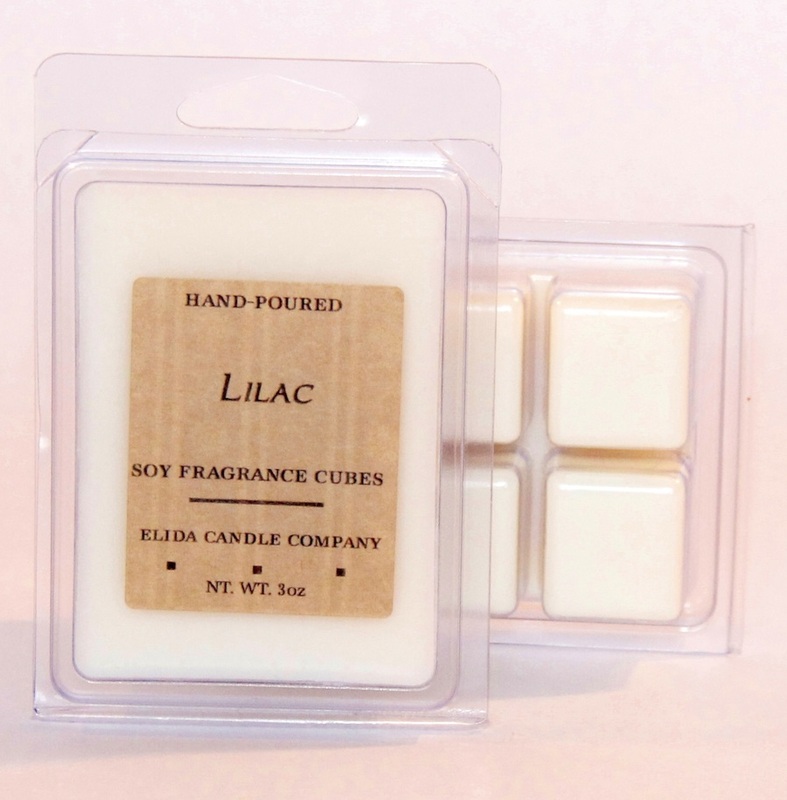 HAND-POURED
LILAC
SOY FRAGRANCE CUBES
ELIDA CANDLE COMPANY
NT. WT. 3oz